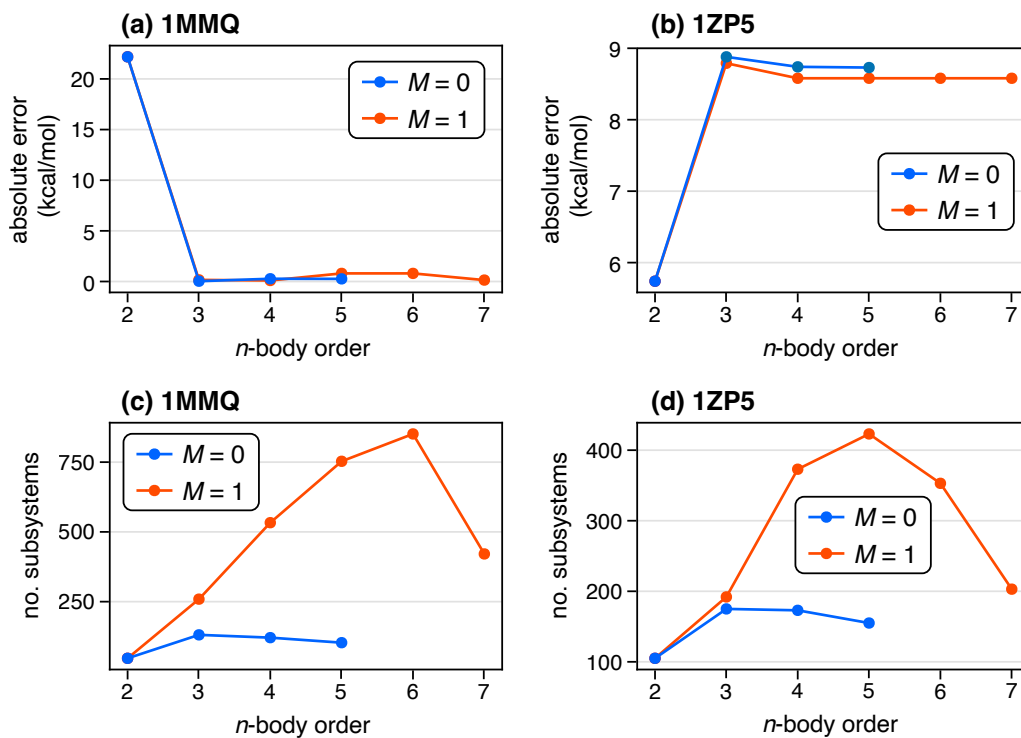 (a) 1MMQ
absolute error
(kcal/mol)
20
15
10
5
0
M = 0
M = 1
2 3 4 5 6 7
n-body order
(b) 1ZP5
absolute error
(kcal/mol)
9
8
7
6
M = 0
M = 1
2 3 4 5 6 7
n-body order
(c) 1MMQ
no. subsystems
750
500
250
M = 0
M = 1
2 3 4 5 6 7
n-body order
(d) 1ZP5
no. subsystems
400
300
200
100
M = 0
M = 1
2 3 4 5 6 7
n-body order